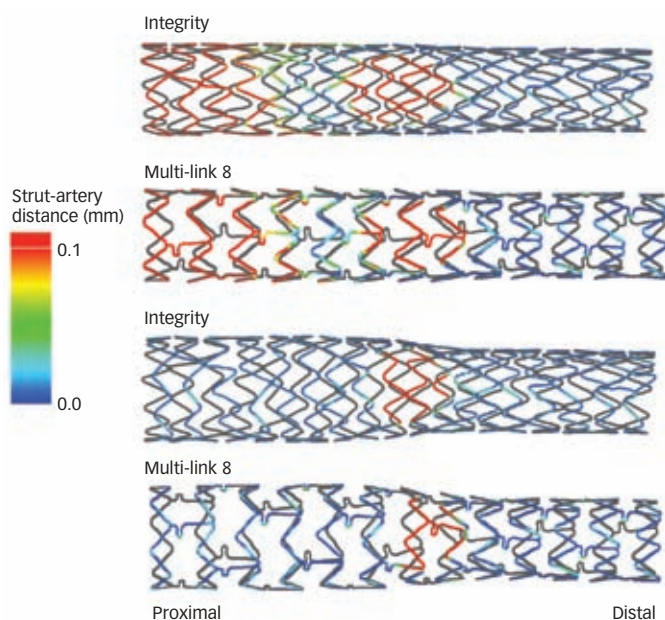 Integrity
Multi-link 8
Strut-artery
distance (mm)
0.1
0.0
Integrity
Multi-link 8
Proximal
Distal